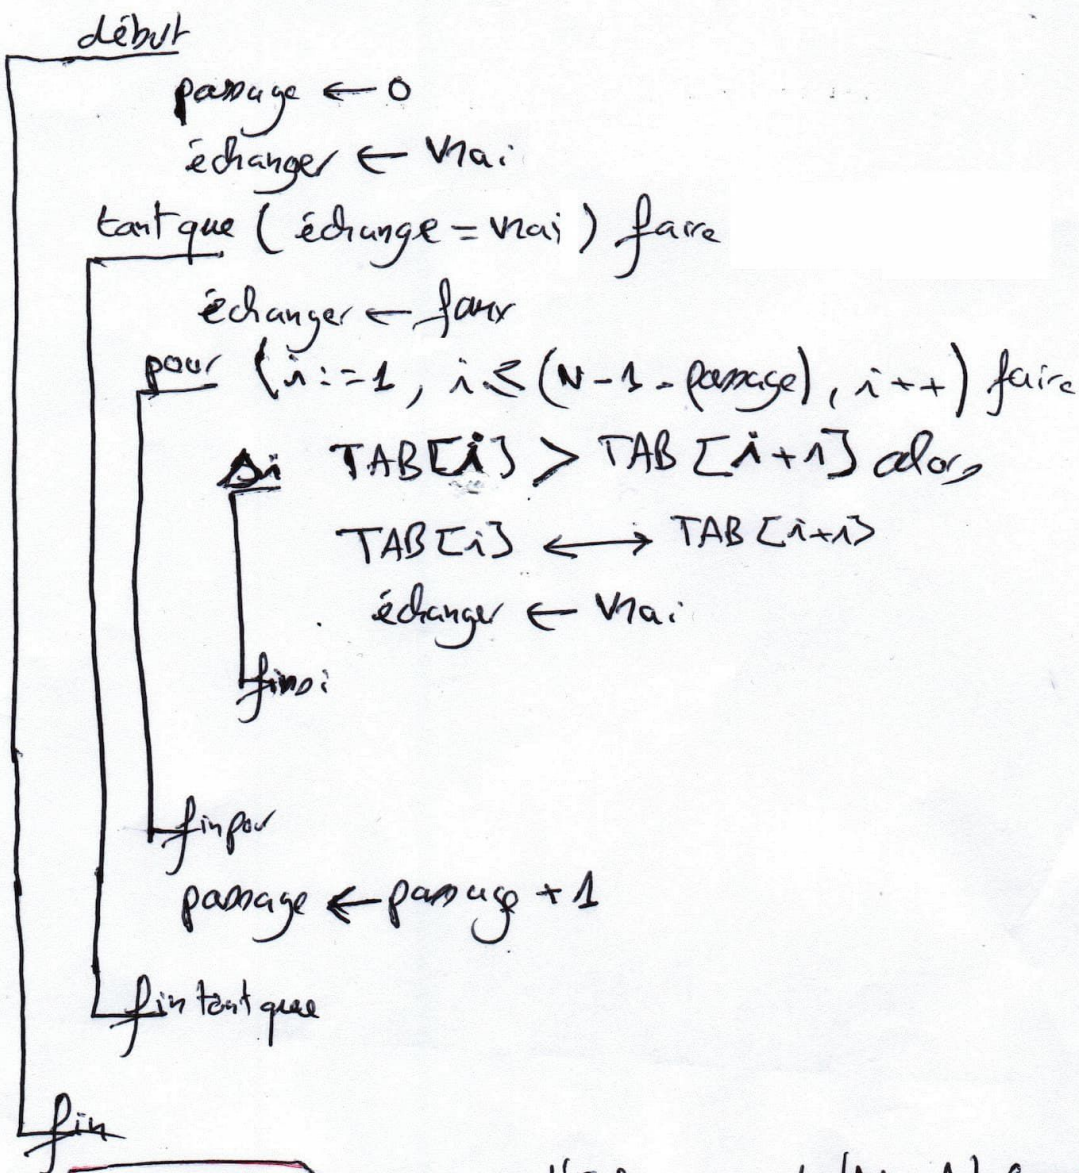 début
passage ← 0
échanger ← vrai
tant que ( échange = vrai ) faire
échanger ← faux
pour ( i := 1 , i ≤ (N - 1 - passage) , i++ ) faire
si TAB[i] > TAB [i+1] alors
TAB[i] ↔ TAB [i+1]
échanger ← vrai
finsi
finpour
passage ← passage + 1
fin tant que
fin